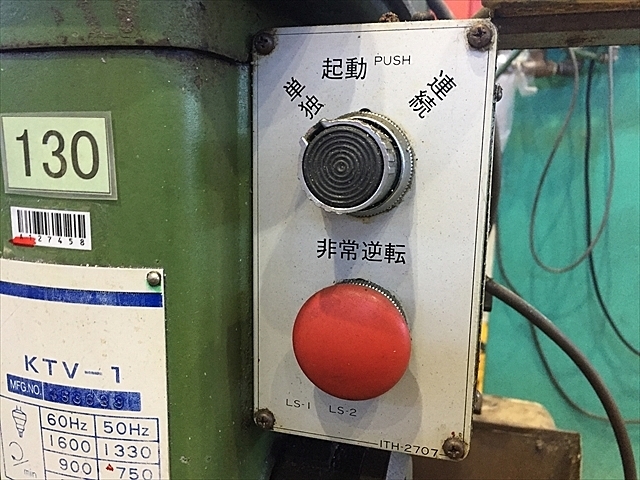 起動 PUSH
単独
連続
非常逆転
LS-1 LS-2
ITH-2707
130
27458
KTV-1
MFG.NO.
60Hz 50Hz
1600 1330
900 750
/min